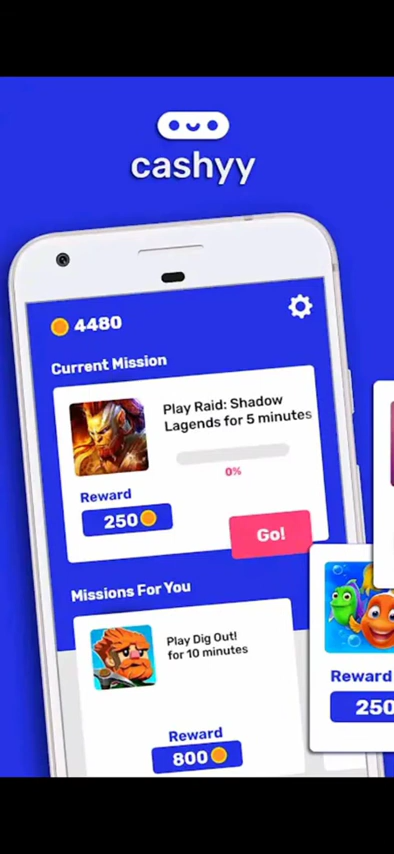 cashyy
4480
Current Mission
Play Raid: Shadow
Lagends for 5 minutes
0%
Reward
250
Go!
Missions For You
Play Dig Out!
for 10 minutes
Reward
800
Reward
250